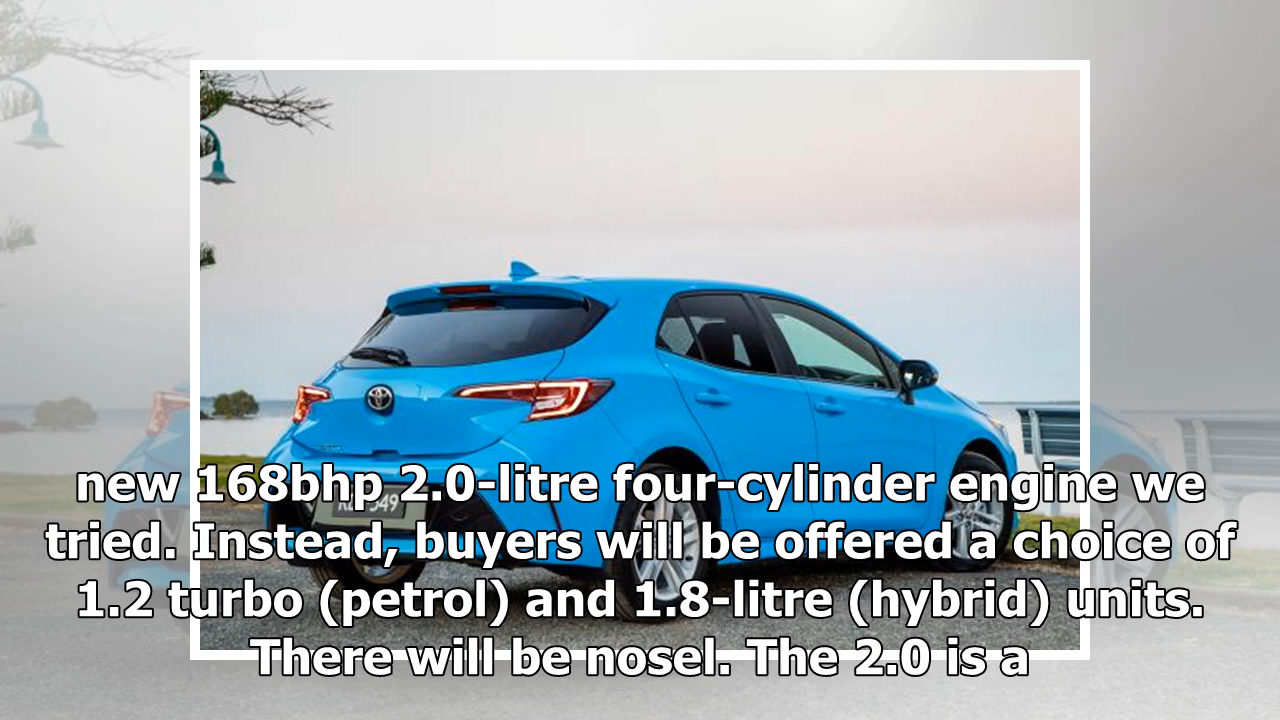 new 168bhp 2.0-litre four-cylinder engine we
tried. Instead, buyers will be offered a choice of
1.2 turbo (petrol) and 1.8-litre (hybrid) units.
There will be nosel. The 2.0 is a